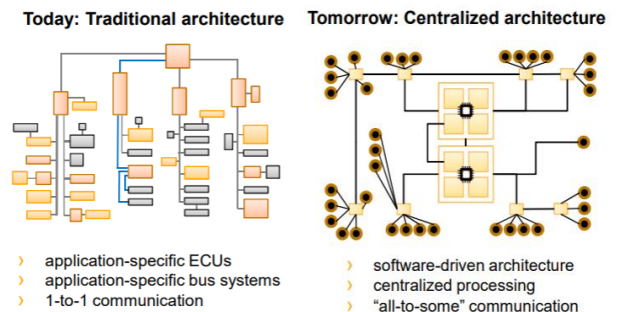 Today: Traditional architecture
Tomorrow: Centralized architecture
› application-specific ECUs
› application-specific bus systems
› 1-to-1 communication
› software-driven architecture
› centralized processing
› “all-to-some” communication